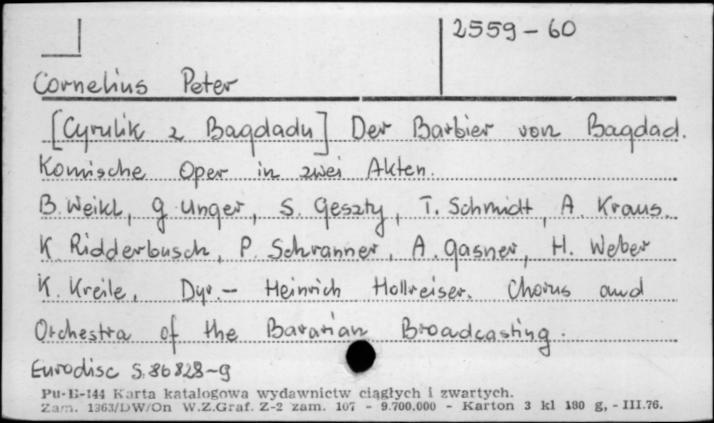 2559-60
Cornelius Peter
[Cyrulik z Bagdadu] Der Barbier von Bagdad.
Komische Oper in zwei Akten.
B. Weikl, G. Unger, S. Geszty, T. Schmidt, A. Kraus.
K. Ridderbusch, P. Schranner, A. Gasner, H. Weber
K. Kreile, Dyr.- Heinrich Hollreiser. Chorus and
Orchestra of the Bavarian Broadcasting.
Eurodisc S. 86828-9
Pu-E-144 Karta katalogowa wydawnictw ciągłych i zwartych.
Zam. 1363/DW/On W.Z.Graf. Z-2 zam. 107 - 9.700.000 - Karton 3 kl 180 g, - III.76.